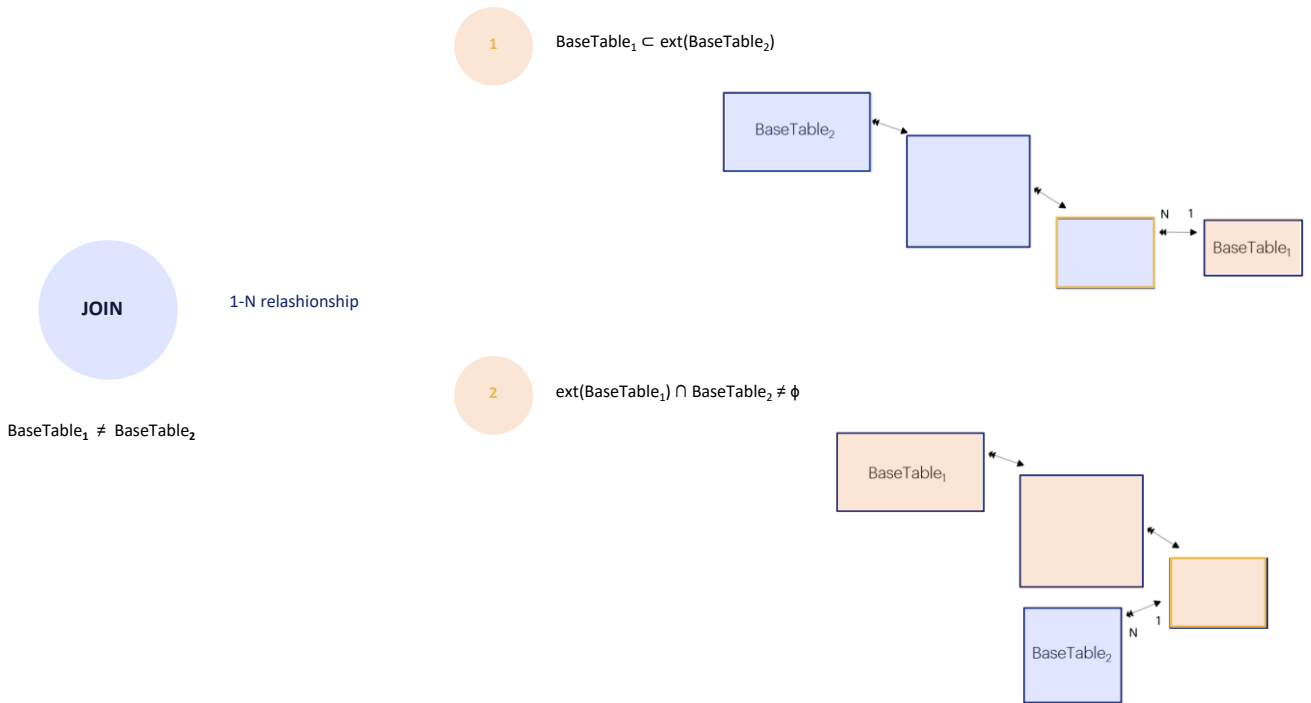 1
BaseTable₁ ⊂ ext(BaseTable₂)
BaseTable₂
N 1
BaseTable₁
JOIN
1-N relashionship
BaseTable₁ ≠ BaseTable₂
2
ext(BaseTable₁) ∩ BaseTable₂ ≠ ϕ
BaseTable₁
N 1
BaseTable₂